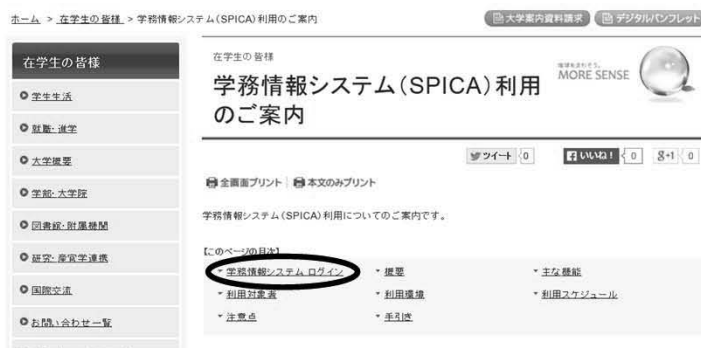 ホーム > 在学生の皆様 > 学務情報システム(SPICA)利用のご案内
大学案内資料請求
デジタルパンフレット
在学生の皆様
学生生活
就職・進学
大学概要
学部・大学院
図書館・附属機関
研究・産官学連携
国際交流
お問い合わせ一覧
在学生の皆様
学務情報システム(SPICA)利用
のご案内
地球をまわそう。
MORE SENSE
ツイート 0
いいね! 0
g+1 0
全画面プリント 本文のみプリント
学務情報システム(SPICA)利用についてのご案内です。
【このページの目次】
学務情報システム ログイン 概要 主な機能
利用対象者 利用環境 利用スケジュール
注意点 手引き